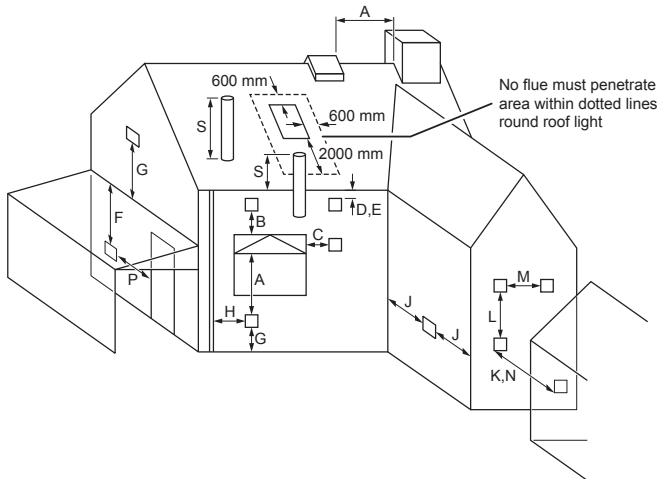 A
600 mm
No flue must penetrate
area within dotted lines
round roof light
600 mm
S
2000 mm
S
G
F
D,E
B
C
P
A
M
H
J
L
J
G
K,N